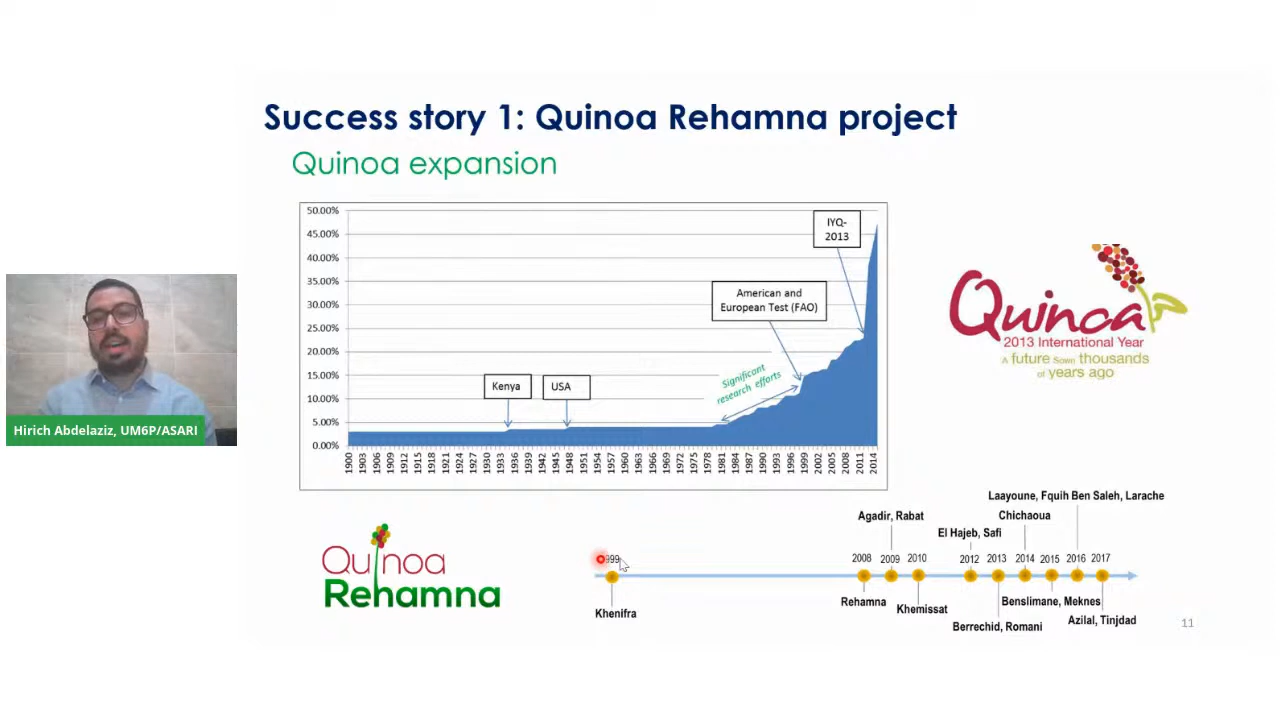 Success story 1: Quinoa Rehamna project
Quinoa expansion
50.00%
45.00%
40.00%
35.00%
30.00%
25.00%
20.00%
15.00%
10.00%
5.00%
0.00%
IYQ-
2013
American and
European Test (FAO)
Significant
research efforts
Kenya
USA
1900 1903 1906 1909 1912 1915 1918 1921 1924 1927 1930 1933 1936 1939 1942 1945 1948 1951 1954 1957 1960 1963 1966 1969 1972 1975 1978 1981 1984 1987 1990 1993 1996 1999 2002 2005 2008 2011 2014
Quinoa
2013 International Year
A future Sown thousands
of years ago
Hirich Abdelaziz, UM6P/ASARI
Quinoa
Rehamna
Laayoune, Fquih Ben Saleh, Larache
Agadir, Rabat
Chichaoua
El Hajeb, Safi
999 2008 2009 2010 2012 2013 2014 2015 2016 2017
Khenifra
Rehamna
Khemissat
Benslimane, Meknes
Berrechid, Romani
Azilal, Tinjdad
11